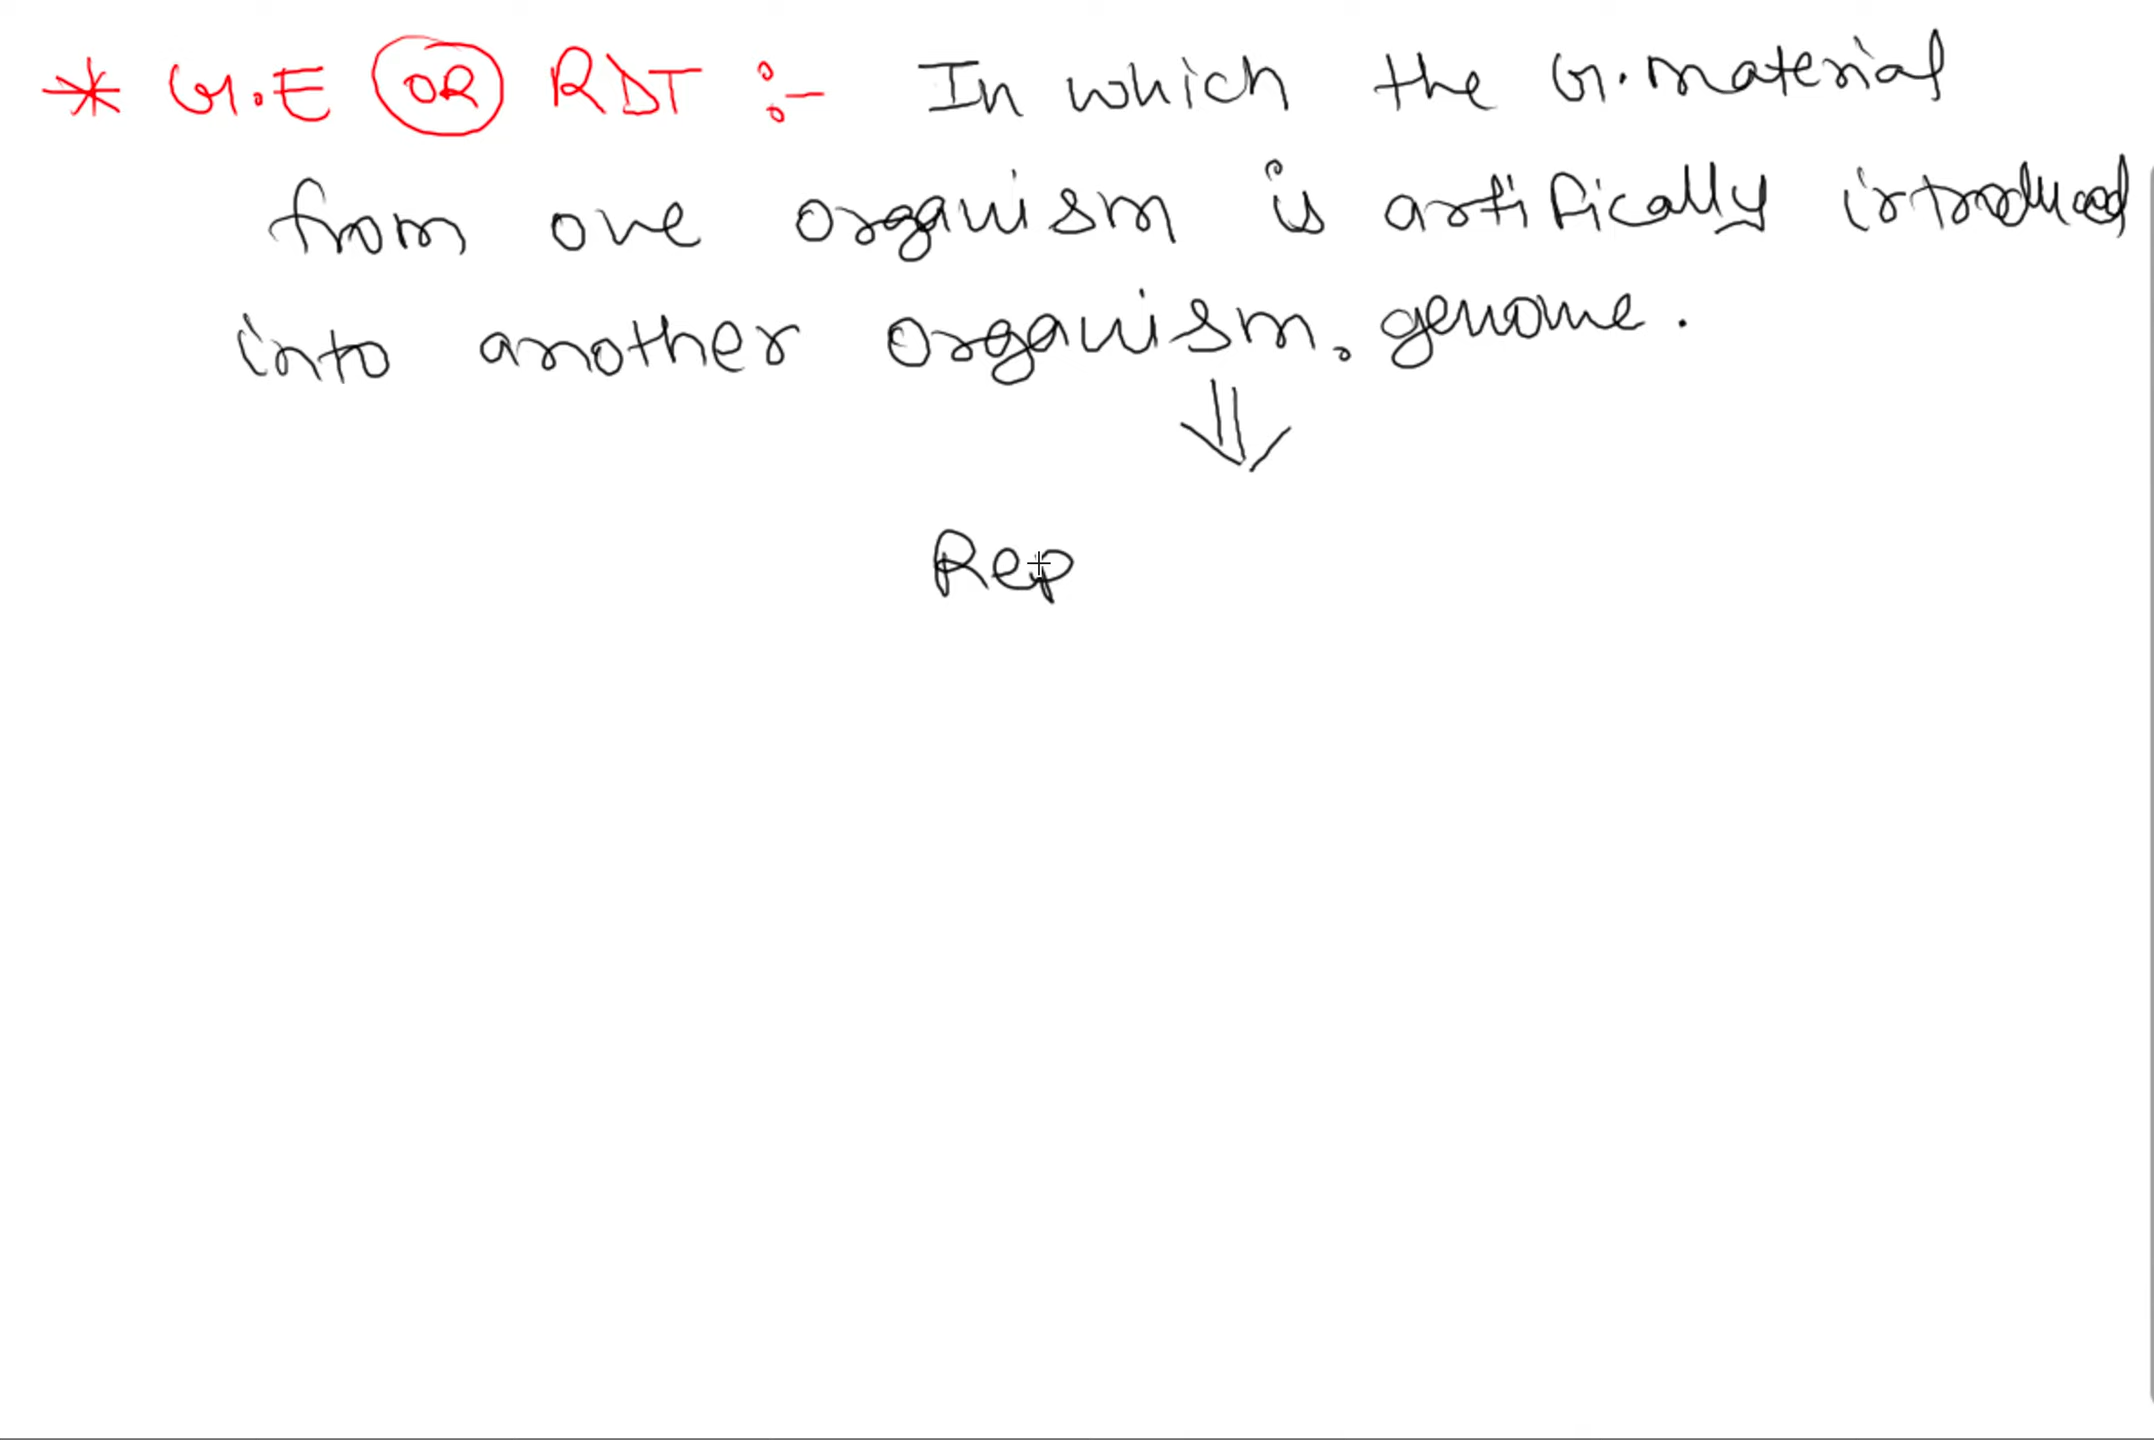 * G.E OR RDT :- In which the G.material
from one organism is artifically introduced
into another organism. genome.
Rep